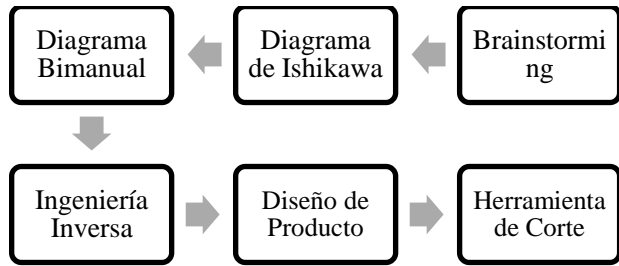 Diagrama
Bimanual
Diagrama
de Ishikawa
Brainstormi
ng
Ingeniería
Inversa
Diseño de
Producto
Herramienta
de Corte